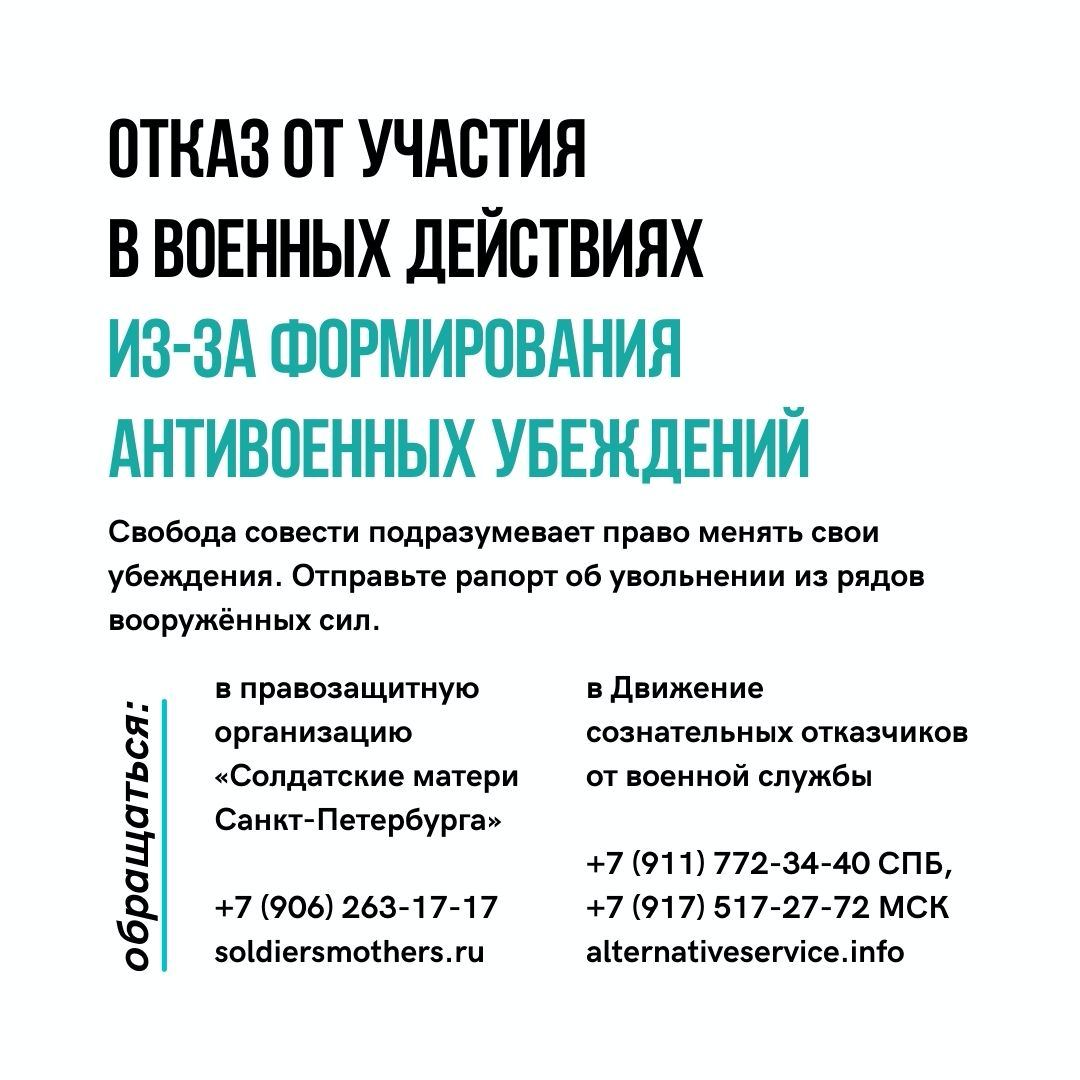 ОТКАЗ ОТ УЧАСТИЯ
В ВОЕННЫХ ДЕЙСТВИЯХ
ИЗ-ЗА ФОРМИРОВАНИЯ
АНТИВОЕННЫХ УБЕЖДЕНИЙ
Свобода совести подразумевает право менять свои
убеждения. Отправьте рапорт об увольнении из рядов
вооружённых сил.
обращаться:
в правозащитную
организацию
«Солдатские матери
Санкт-Петербурга»
+7 (906) 263-17-17
soldiersmothers.ru
в Движение
сознательных отказчиков
от военной службы
+7 (911) 772-34-40 СПБ,
+7 (917) 517-27-72 МСК
alternativeservice.info